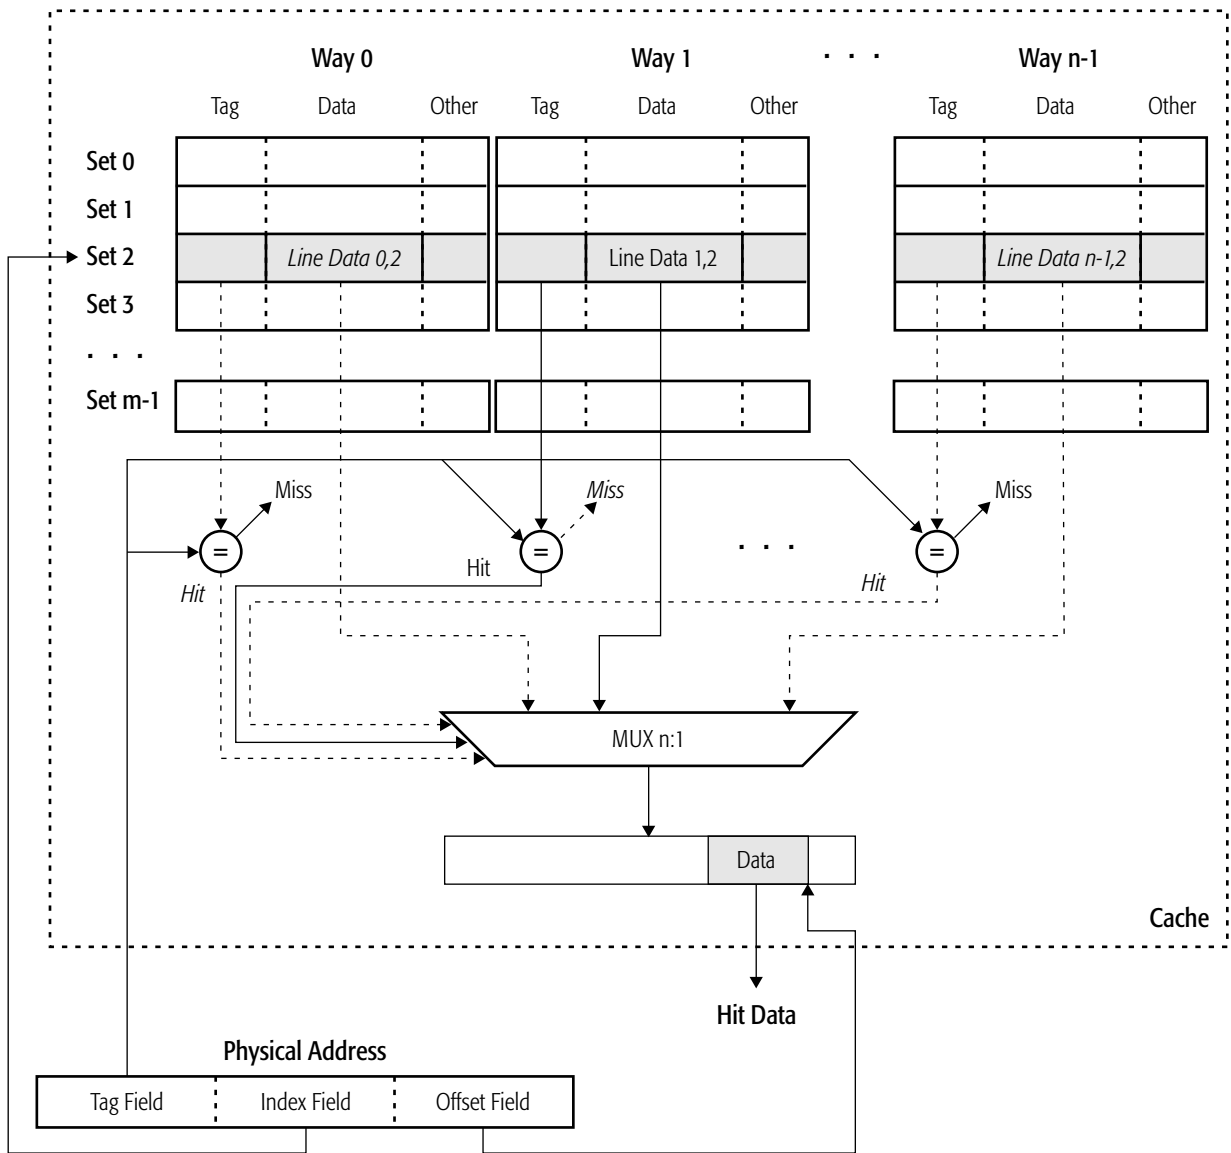 Way 0 Way 1 . . . Way n-1
Tag Data Other Tag Data Other Tag Data Other
Set 0
Set 1
Set 2 Line Data 0,2 Line Data 1,2 Line Data n-1,2
Set 3
. . .
Set m-1
Miss Miss Miss
= = . . . =
Hit Hit Hit
MUX n:1
Data
Cache
Hit Data
Physical Address
Tag Field Index Field Offset Field